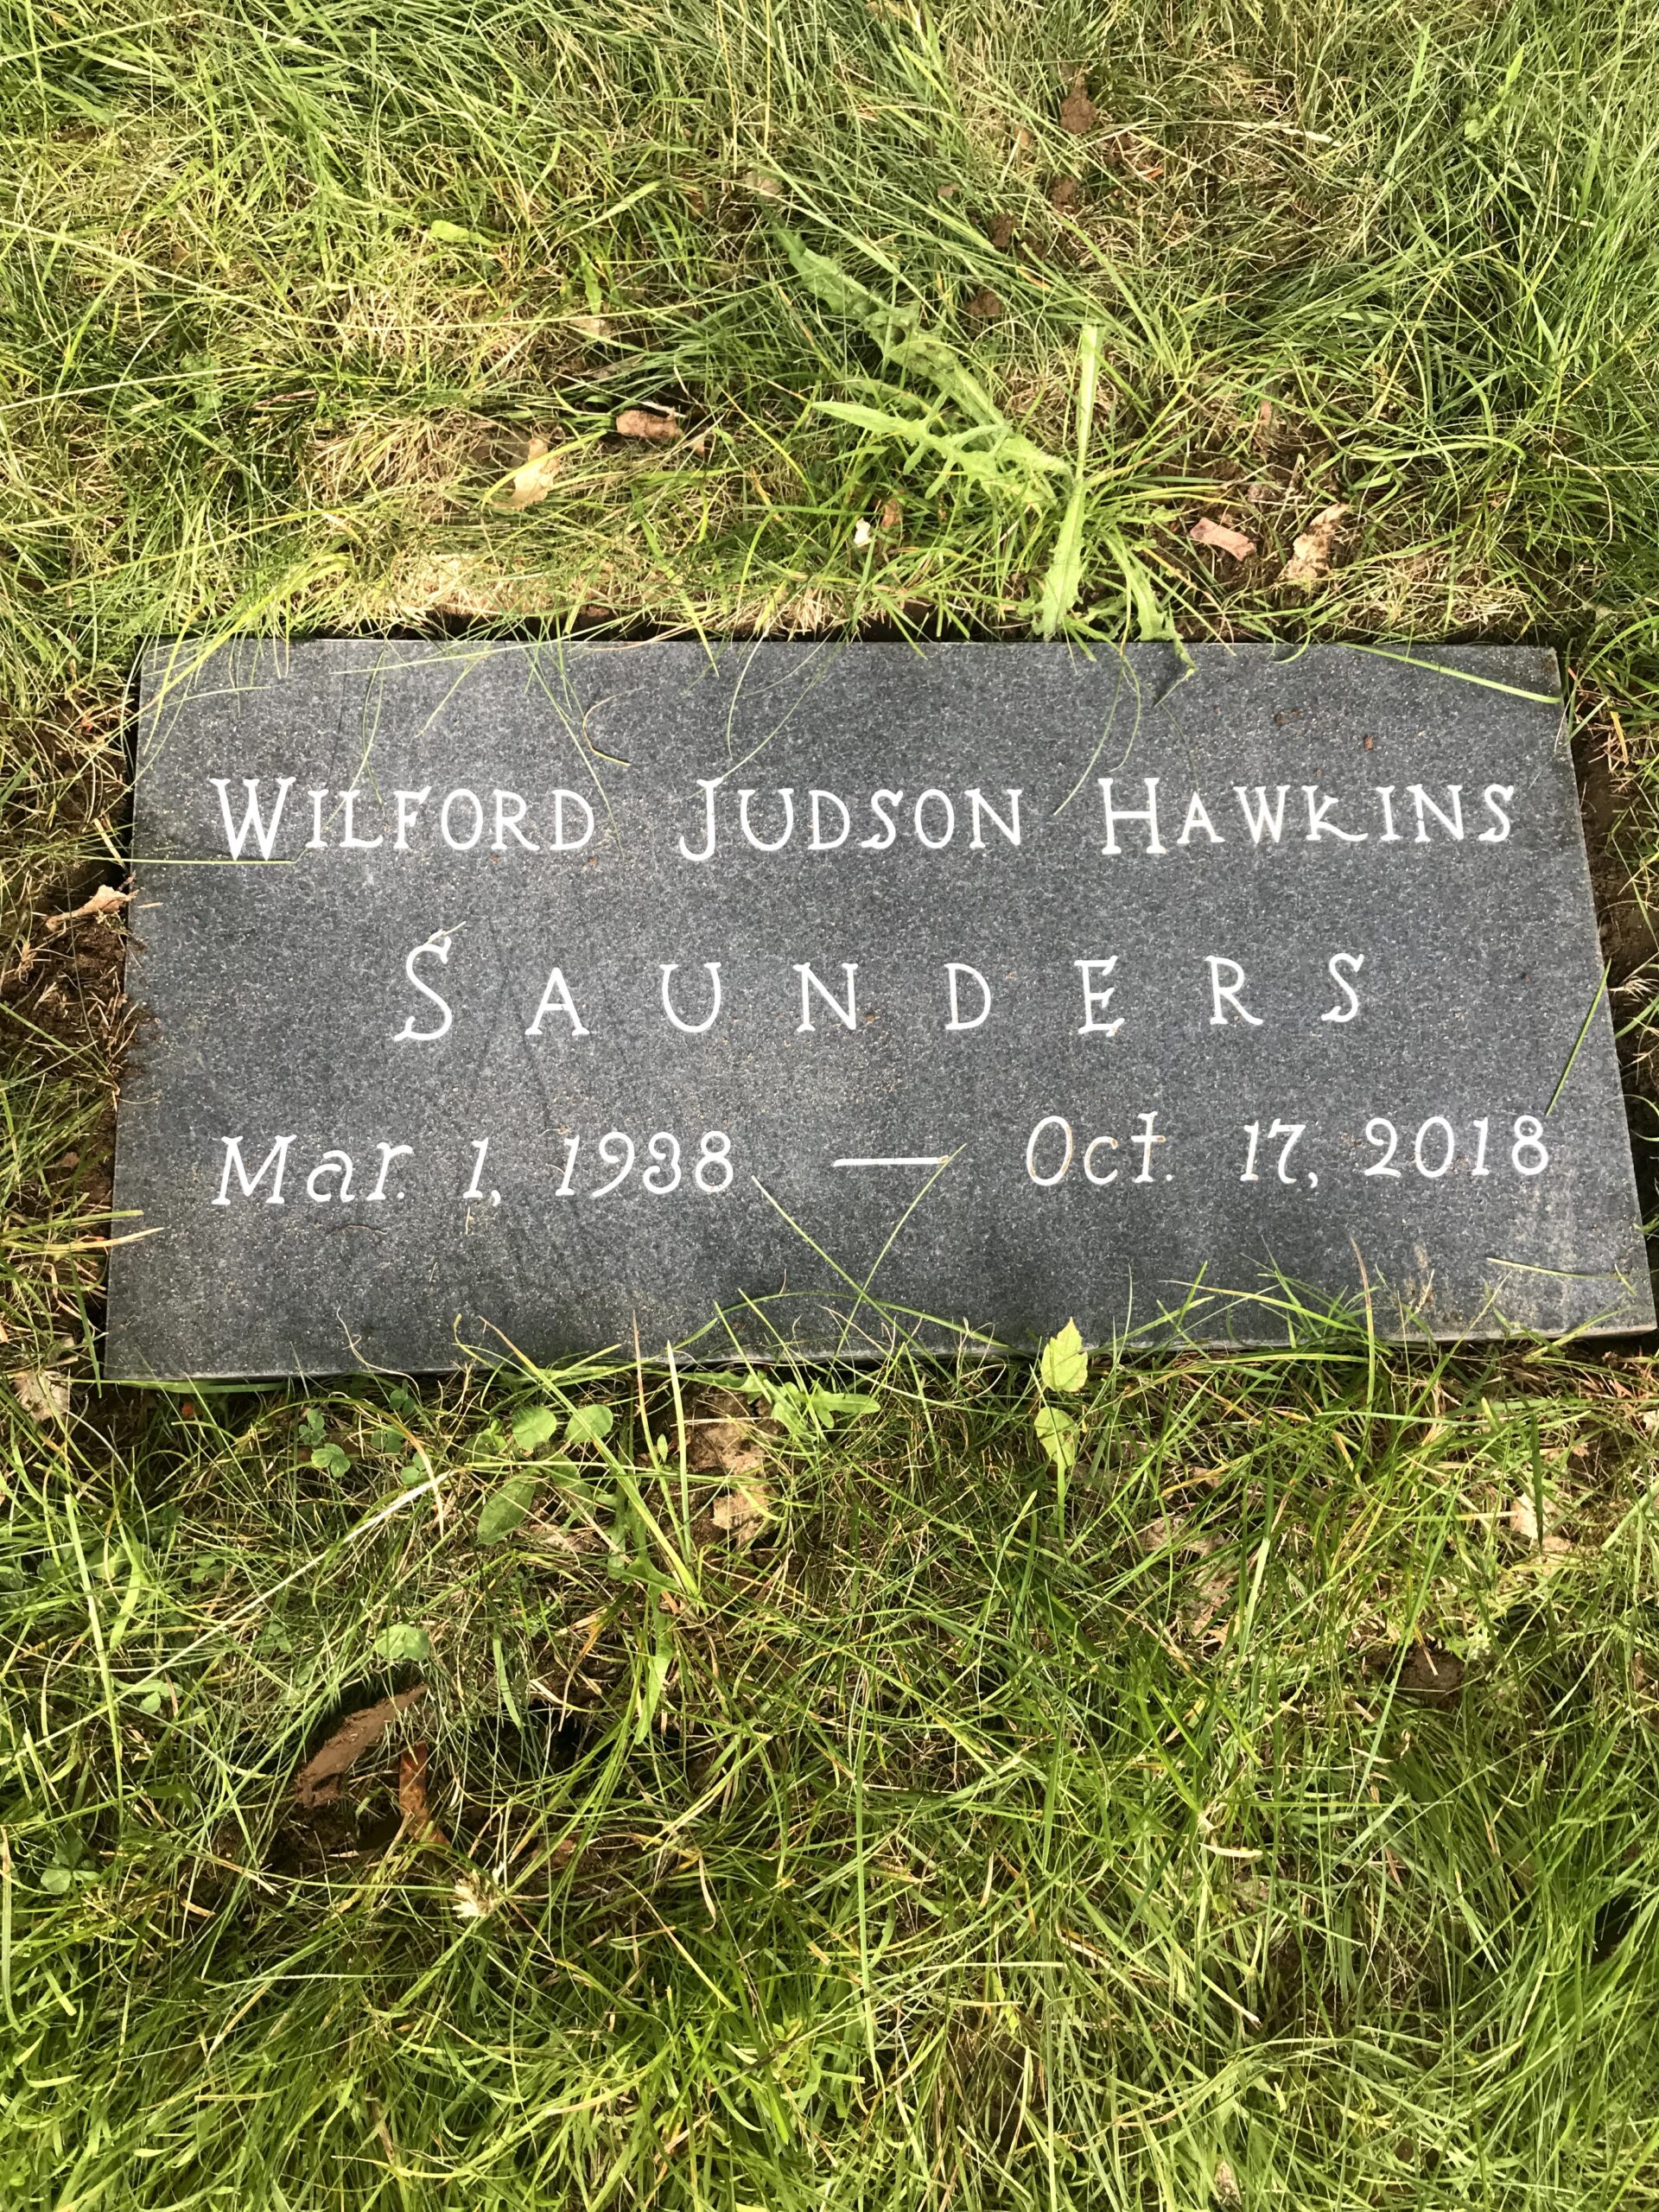 WILFORD JUDSON HAWKINS
SAUNDERS
Mar. 1, 1938 — Oct. 17, 2018